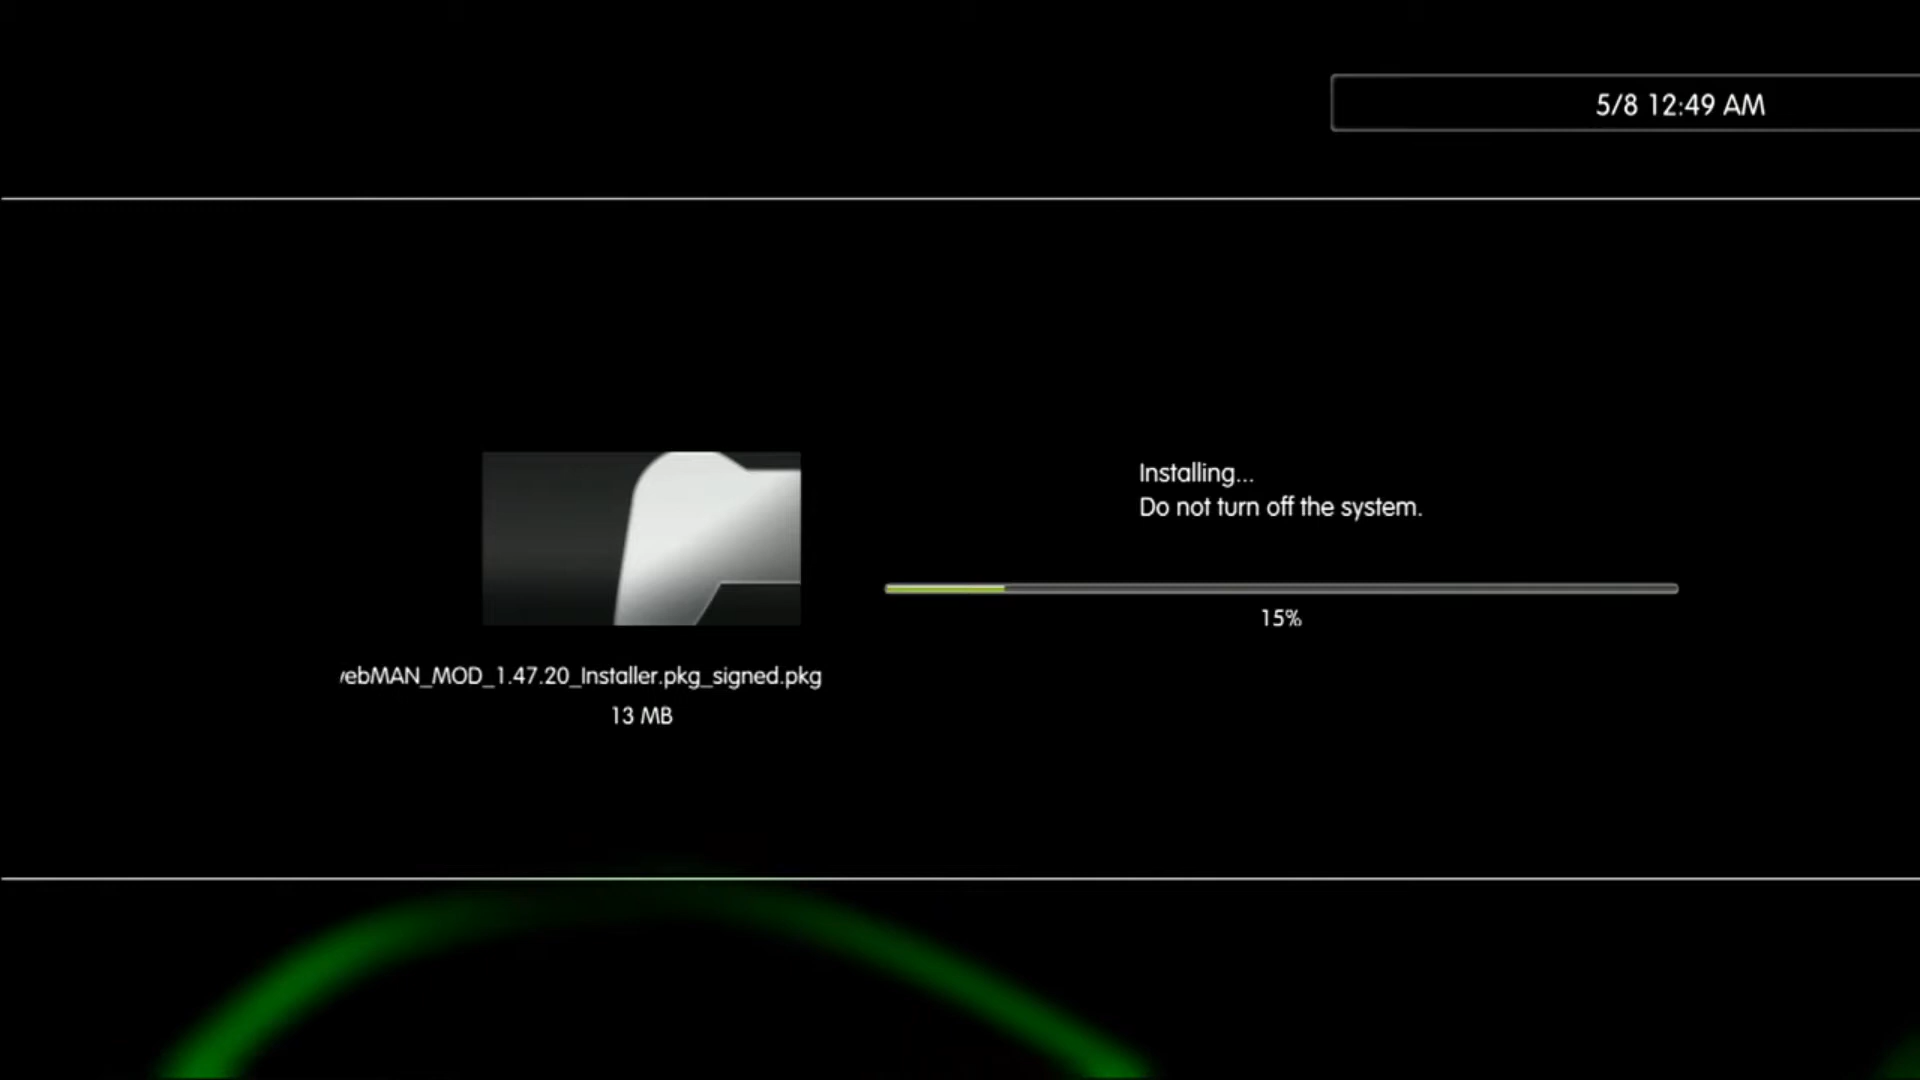 5/8 12:49 AM
Installing...
Do not turn off the system.
15%
ebMAN_MOD_1.47.20_Installer.pkg_signed.pkg
13 MB